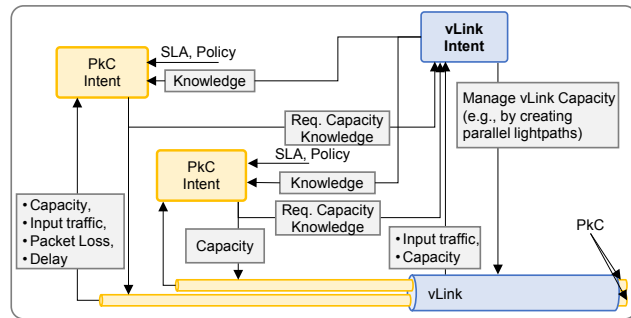 SLA, Policy
PkC
Intent
Knowledge
vLink
Intent
Req. Capacity
Knowledge
Manage vLink Capacity
(e.g., by creating
parallel lightpaths)
SLA, Policy
PkC
Intent
Knowledge
Req. Capacity
Knowledge
• Capacity,
• Input traffic,
• Packet Loss,
• Delay
Capacity
• Input traffic,
• Capacity
PkC
vLink